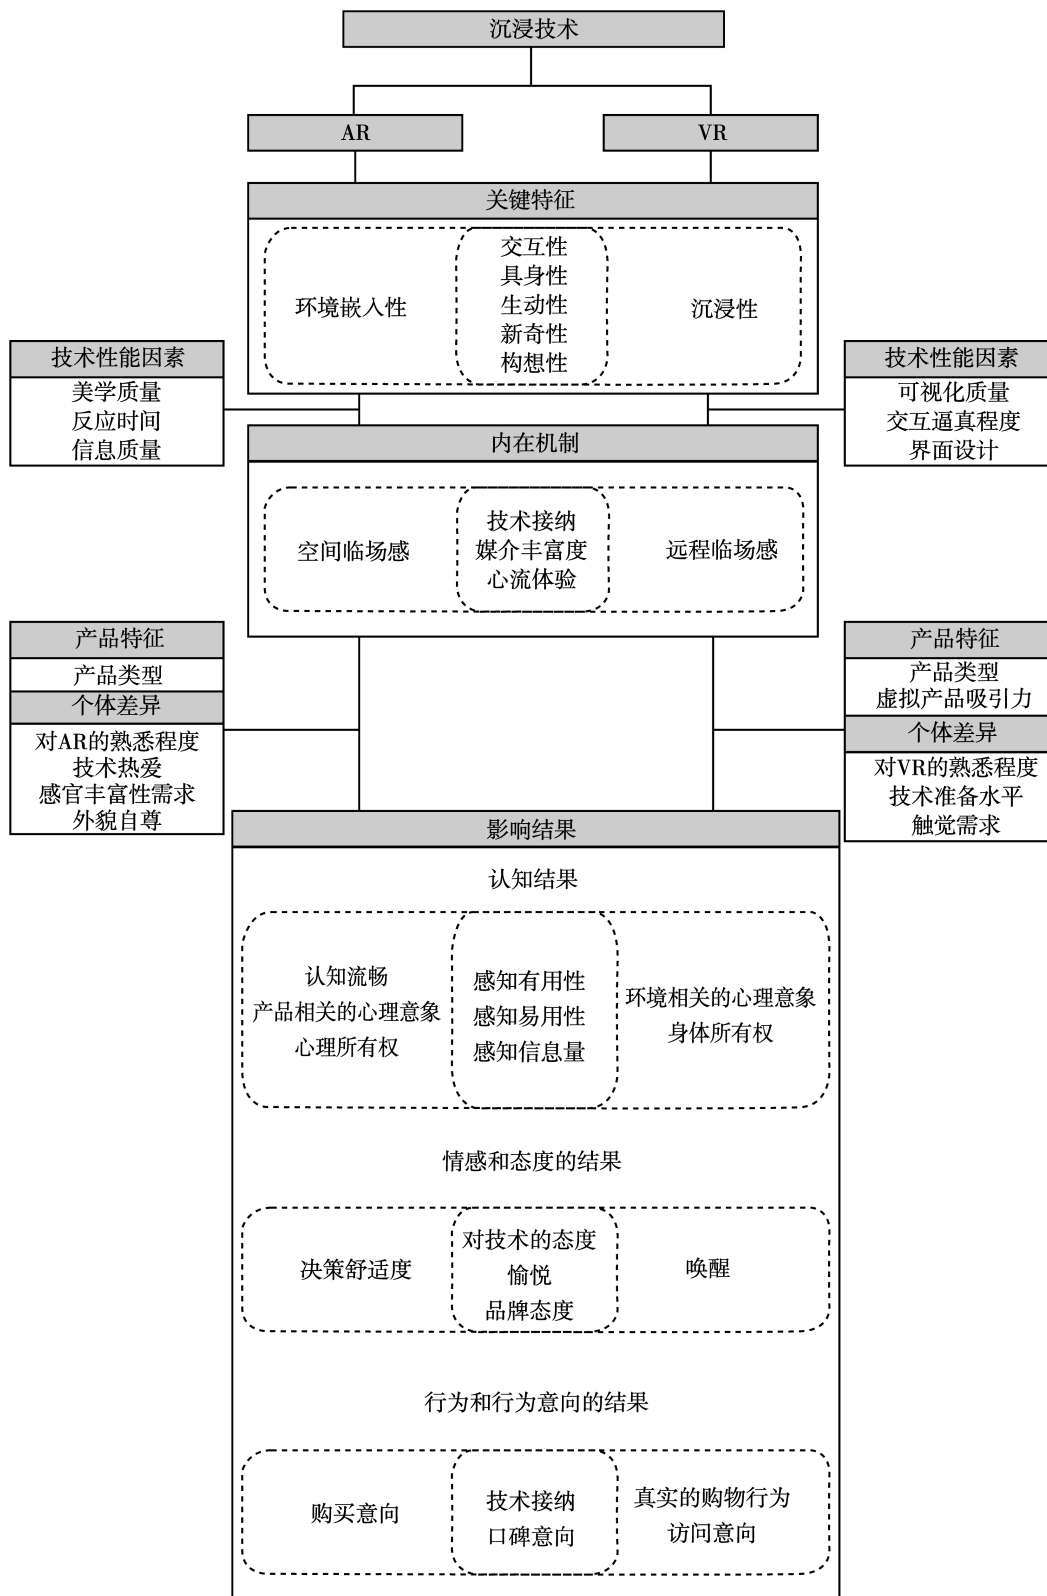 沉浸技术
AR
VR
关键特征
环境嵌入性
交互性
具身性
生动性
新奇性
构想性
沉浸性
技术性能因素
美学质量
反应时间
信息质量
技术性能因素
可视化质量
交互逼真程度
界面设计
内在机制
空间临场感
技术接纳
媒介丰富度
心流体验
远程临场感
产品特征
产品类型
个体差异
对AR的熟悉程度
技术热爱
感官丰富性需求
外貌自尊
产品特征
产品类型
虚拟产品吸引力
个体差异
对VR的熟悉程度
技术准备水平
触觉需求
影响结果
认知结果
认知流畅
产品相关的心理意象
心理所有权
感知有用性
感知易用性
感知信息量
环境相关的心理意象
身体所有权
情感和态度的结果
决策舒适度
对技术的态度
愉悦
品牌态度
唤醒
行为和行为意向的结果
购买意向
技术接纳
口碑意向
真实的购物行为
访问意向